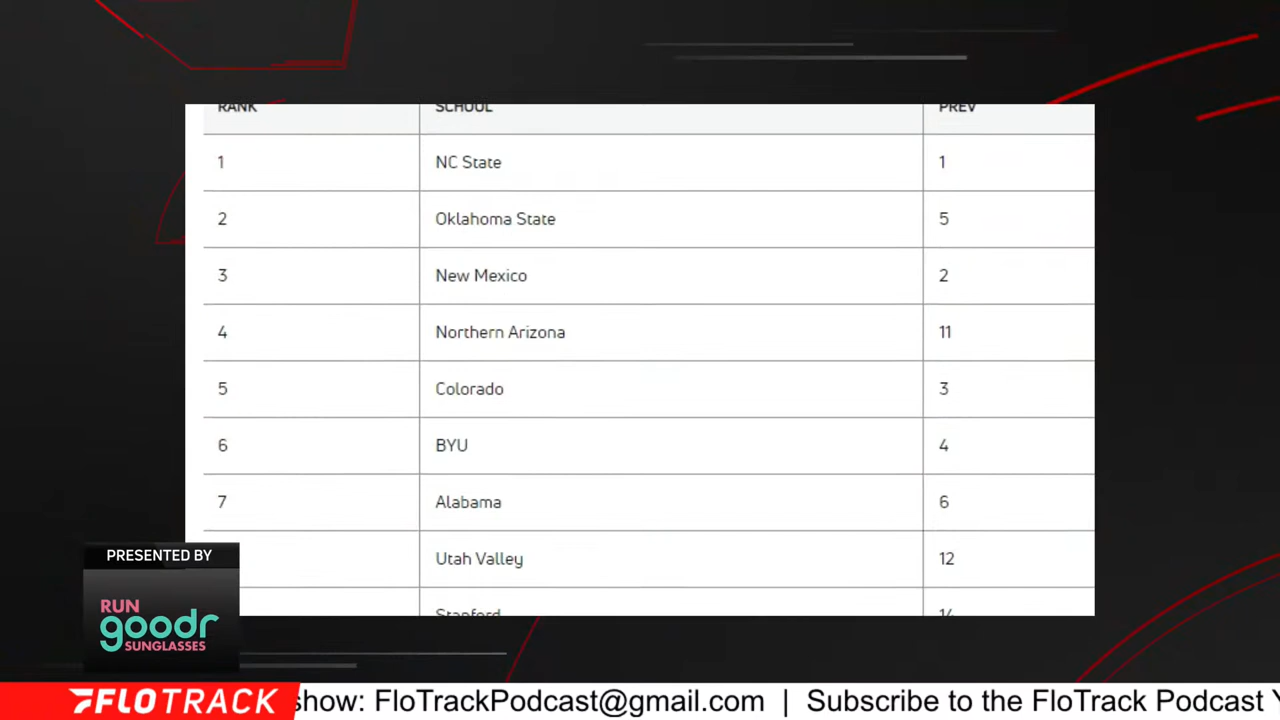 RANK SCHOOL PREV
1 NC State 1
2 Oklahoma State 5
3 New Mexico 2
4 Northern Arizona 11
5 Colorado 3
6 BYU 4
7 Alabama 6
Utah Valley 12
Stanford 14
PRESENTED BY
RUN
goodr
SUNGLASSES
FLOTRACK
show: FloTrackPodcast@gmail.com | Subscribe to the FloTrack Podcast Y